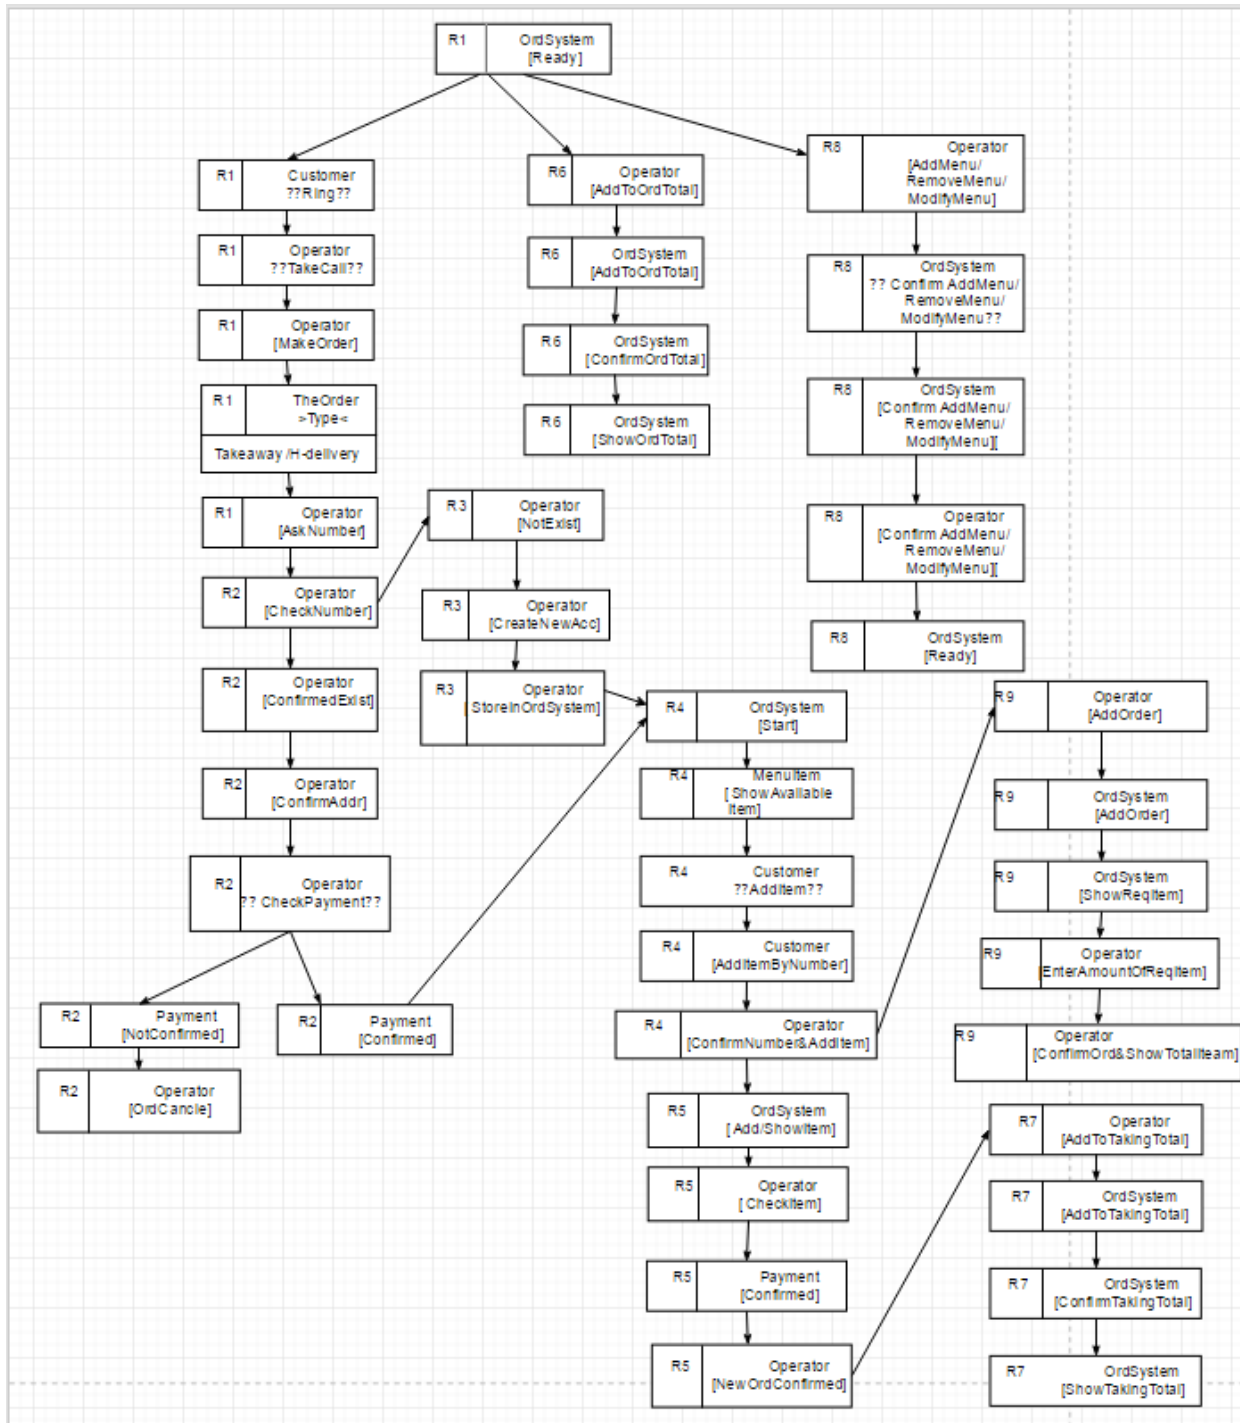 R1 OrdSystem
[Ready]
R1 Customer
??Ring??
R1 Operator
??TakeCall??
R1 Operator
[MakeOrder]
R1 TheOrder
>Type<
Takeaway /H-delivery
R1 Operator
[AskNumber]
R2 Operator
[CheckNumber]
R2 Operator
[ConfirmedExist]
R2 Operator
[ConfirmAddr]
R2 Operator
?? CheckPayment??
R2 Payment
[NotConfirmed]
R2 Operator
[OrdCancle]
R2 Payment
[Confirmed]
R3 Operator
[NotExist]
R3 Operator
[CreateNewAcc]
R3 Operator
[ StoreInOrdSystem]
R6 Operator
[AddToOrdTotal]
R6 OrdSystem
[AddToOrdTotal]
R6 OrdSystem
[ConfirmOrdTotal]
R6 OrdSystem
[ShowOrdTotal]
R8 Operator
[AddMenu/
RemoveMenu/
ModifyMenu]
R8 OrdSystem
?? Confirm AddMenu/
RemoveMenu/
ModifyMenu??
R8 OrdSystem
[Confirm AddMenu/
RemoveMenu/
ModifyMenu][
R8 Operator
[Confirm AddMenu/
RemoveMenu/
ModifyMenu][
R8 OrdSystem
[Ready]
R4 OrdSystem
[Start]
R4 MenuItem
[ ShowAvailable
Item]
R4 Customer
??AddItem??
R4 Customer
[AddItemByNumber]
R4 Operator
[ConfirmNumber&AddItem]
R5 OrdSystem
[ Add/ShowItem]
R5 Operator
[ CheckItem]
R5 Payment
[Confirmed]
R5 Operator
[NewOrdConfirmed]
R9 Operator
[AddOrder]
R9 OrdSystem
[AddOrder]
R9 OrdSystem
[ShowReqItem]
R9 Operator
[EnterAmountOfReqItem]
R9 Operator
[ConfirmOrd&ShowTotalIteam]
R7 Operator
[AddToTakingTotal]
R7 OrdSystem
[AddToTakingTotal]
R7 OrdSystem
[ConfirmTakingTotal]
R7 OrdSystem
[ShowTakingTotal]